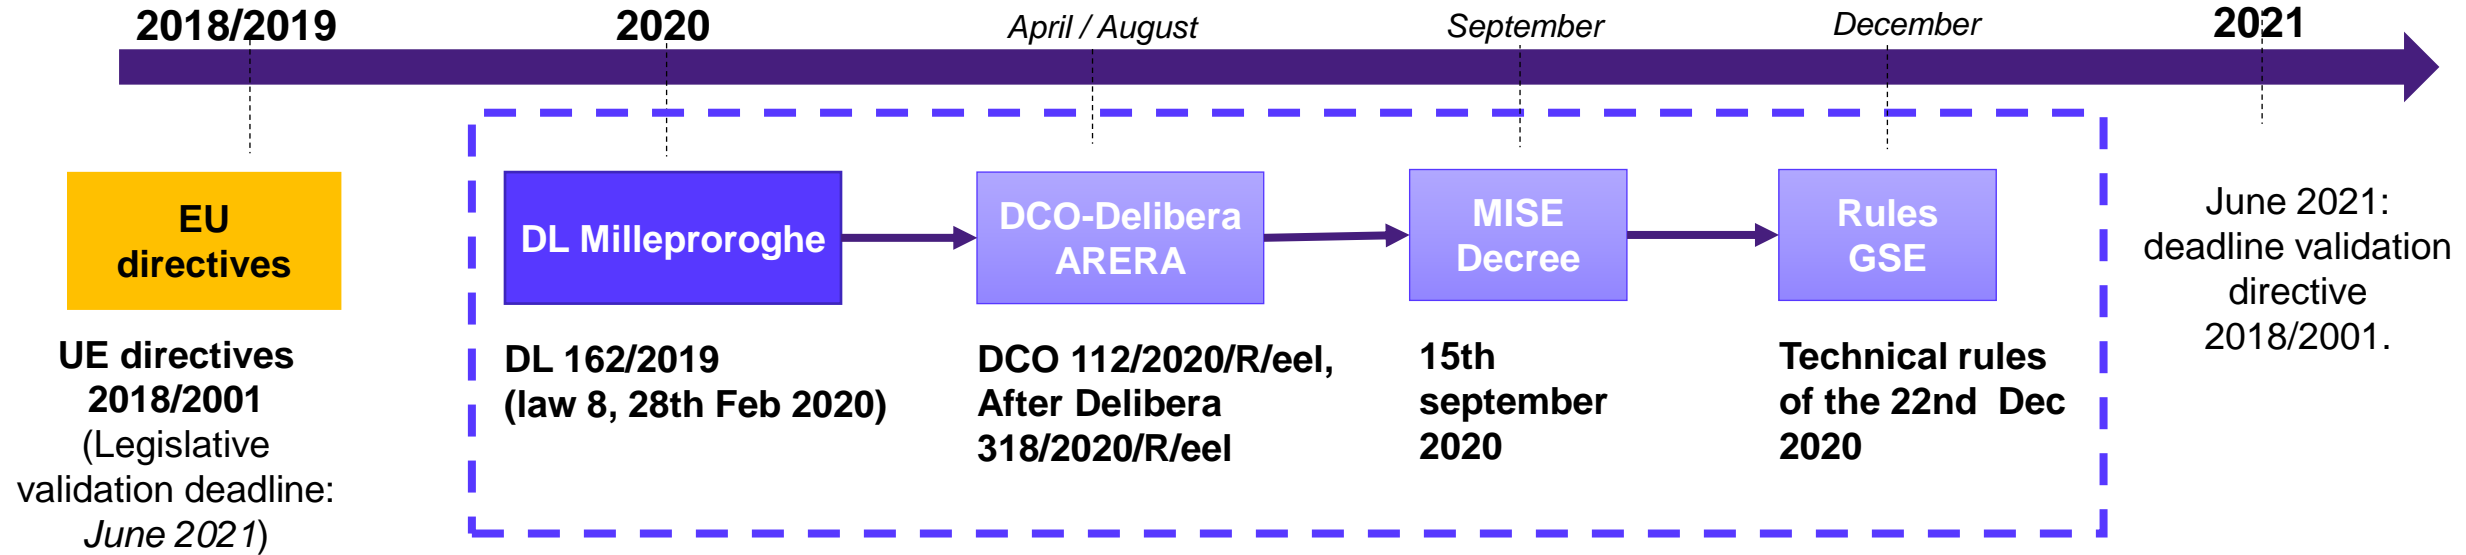 2018/2019
2020
April / August
September
December
2021
EU
directives
DL Milleproroghe
DCO-Delibera
ARERA
MISE
Decree
Rules
GSE
UE directives
2018/2001
(Legislative
validation deadline:
June 2021)
DL 162/2019
(law 8, 28th Feb 2020)
DCO 112/2020/R/eel,
After Delibera
318/2020/R/eel
15th
september
2020
Technical rules
of the 22nd  Dec
2020
June 2021:
deadline validation
directive
2018/2001.